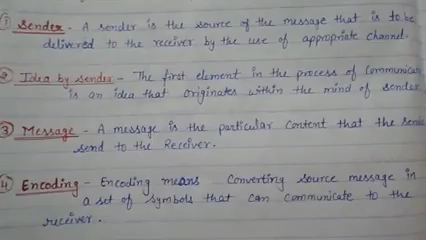 ① Sender - A sender is the source of the message that is to be
delivered to the receiver by the use of appropriate channel.
② Idea by sender - The first element in the process of Communicat
is an idea that originates within the mind of sender
③ Message - A message is the particular Content that the sende
send to the Receiver.
④ Encoding - Encoding means Converting source message in
a set of symbols that can communicate to the
receiver.